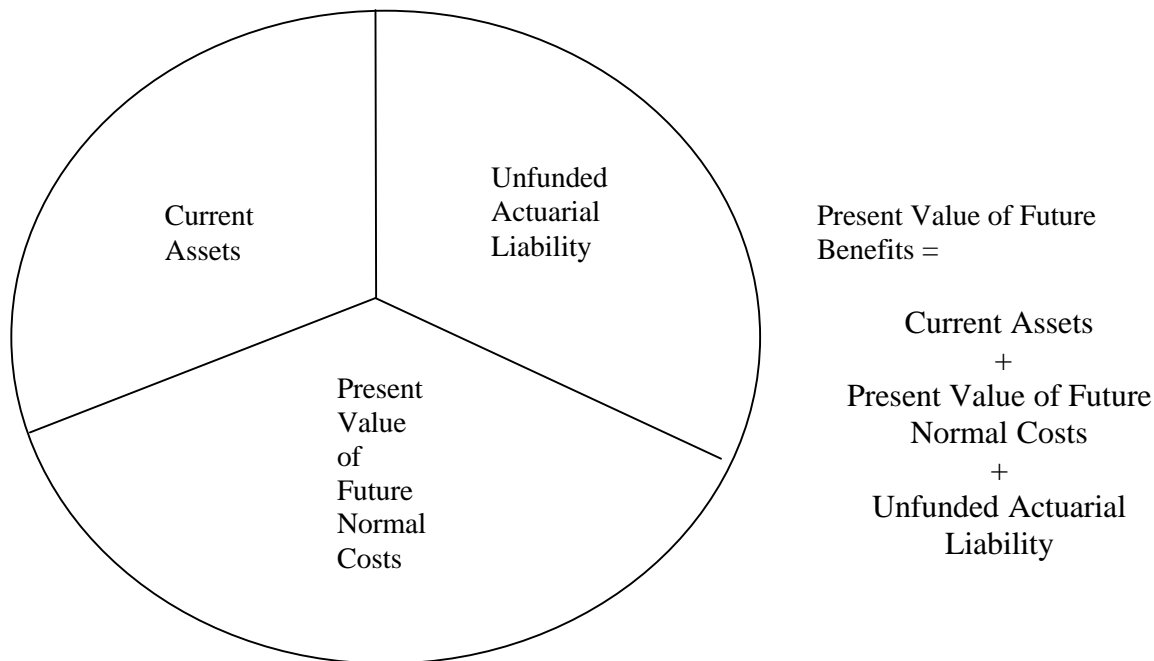 Current
Assets
Unfunded
Actuarial
Liability
Present
Value
of
Future
Normal
Costs
Present Value of Future
Benefits =
Current Assets
+
Present Value of Future
Normal Costs
+
Unfunded Actuarial
Liability